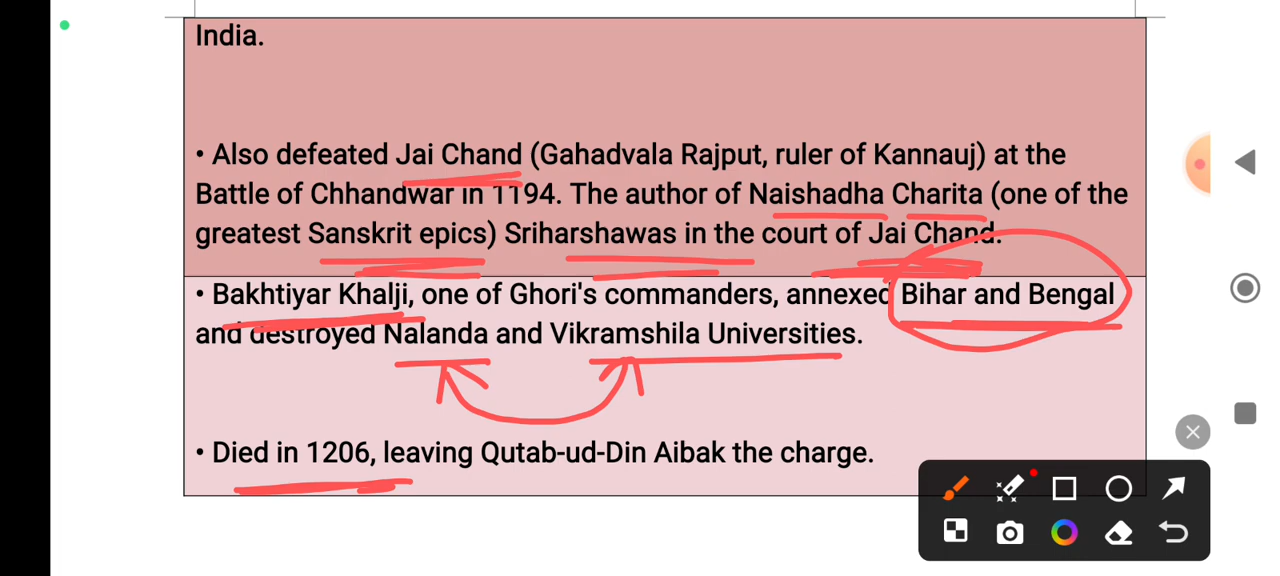 India.
• Also defeated Jai Chand (Gahadvala Rajput, ruler of Kannauj) at the
Battle of Chhandwar in 1194. The author of Naishadha Charita (one of the
greatest Sanskrit epics) Sriharshawas in the court of Jai Chand.
• Bakhtiyar Khalji, one of Ghori's commanders, annexed Bihar and Bengal
and destroyed Nalanda and Vikramshila Universities.
• Died in 1206, leaving Qutab-ud-Din Aibak the charge.